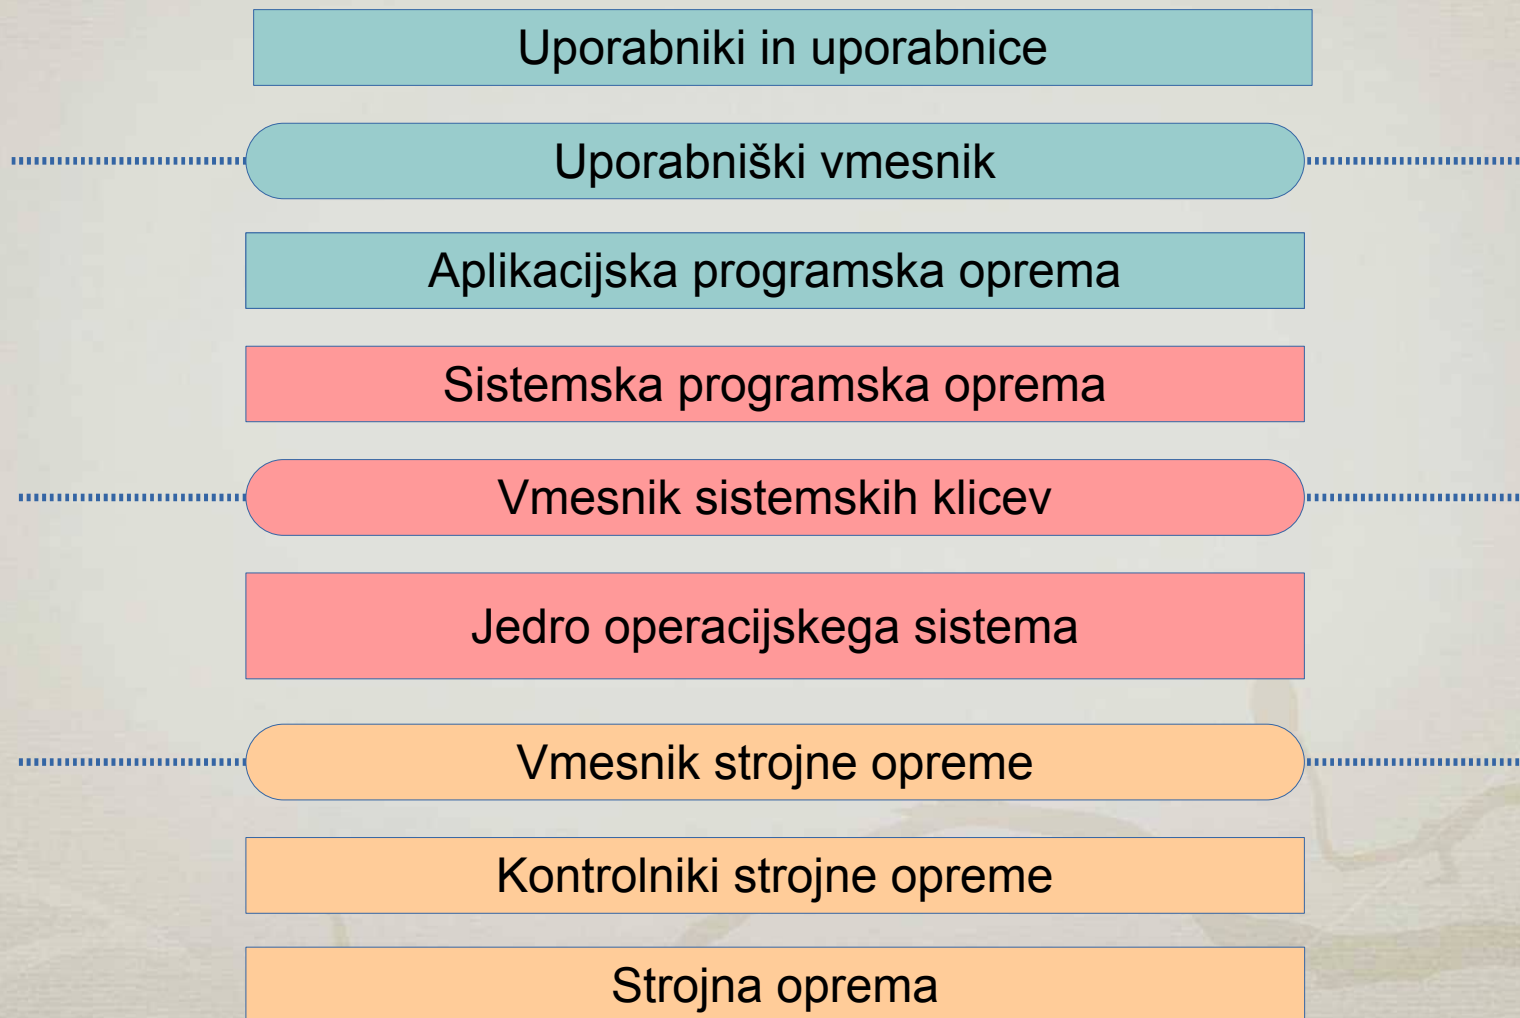 Uporabniki in uporabnice
Uporabniški vmesnik
Aplikacijska programska oprema
Sistemska programska oprema
Vmesnik sistemskih klicev
Jedro operacijskega sistema
Vmesnik strojne opreme
Kontrolniki strojne opreme
Strojna oprema